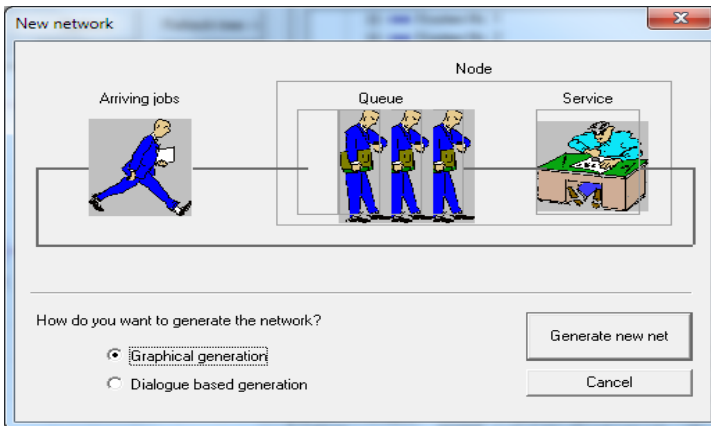 New network
Node
Arriving jobs
Queue
Service
How do you want to generate the network?
Graphical generation
Dialogue based generation
Generate new net
Cancel